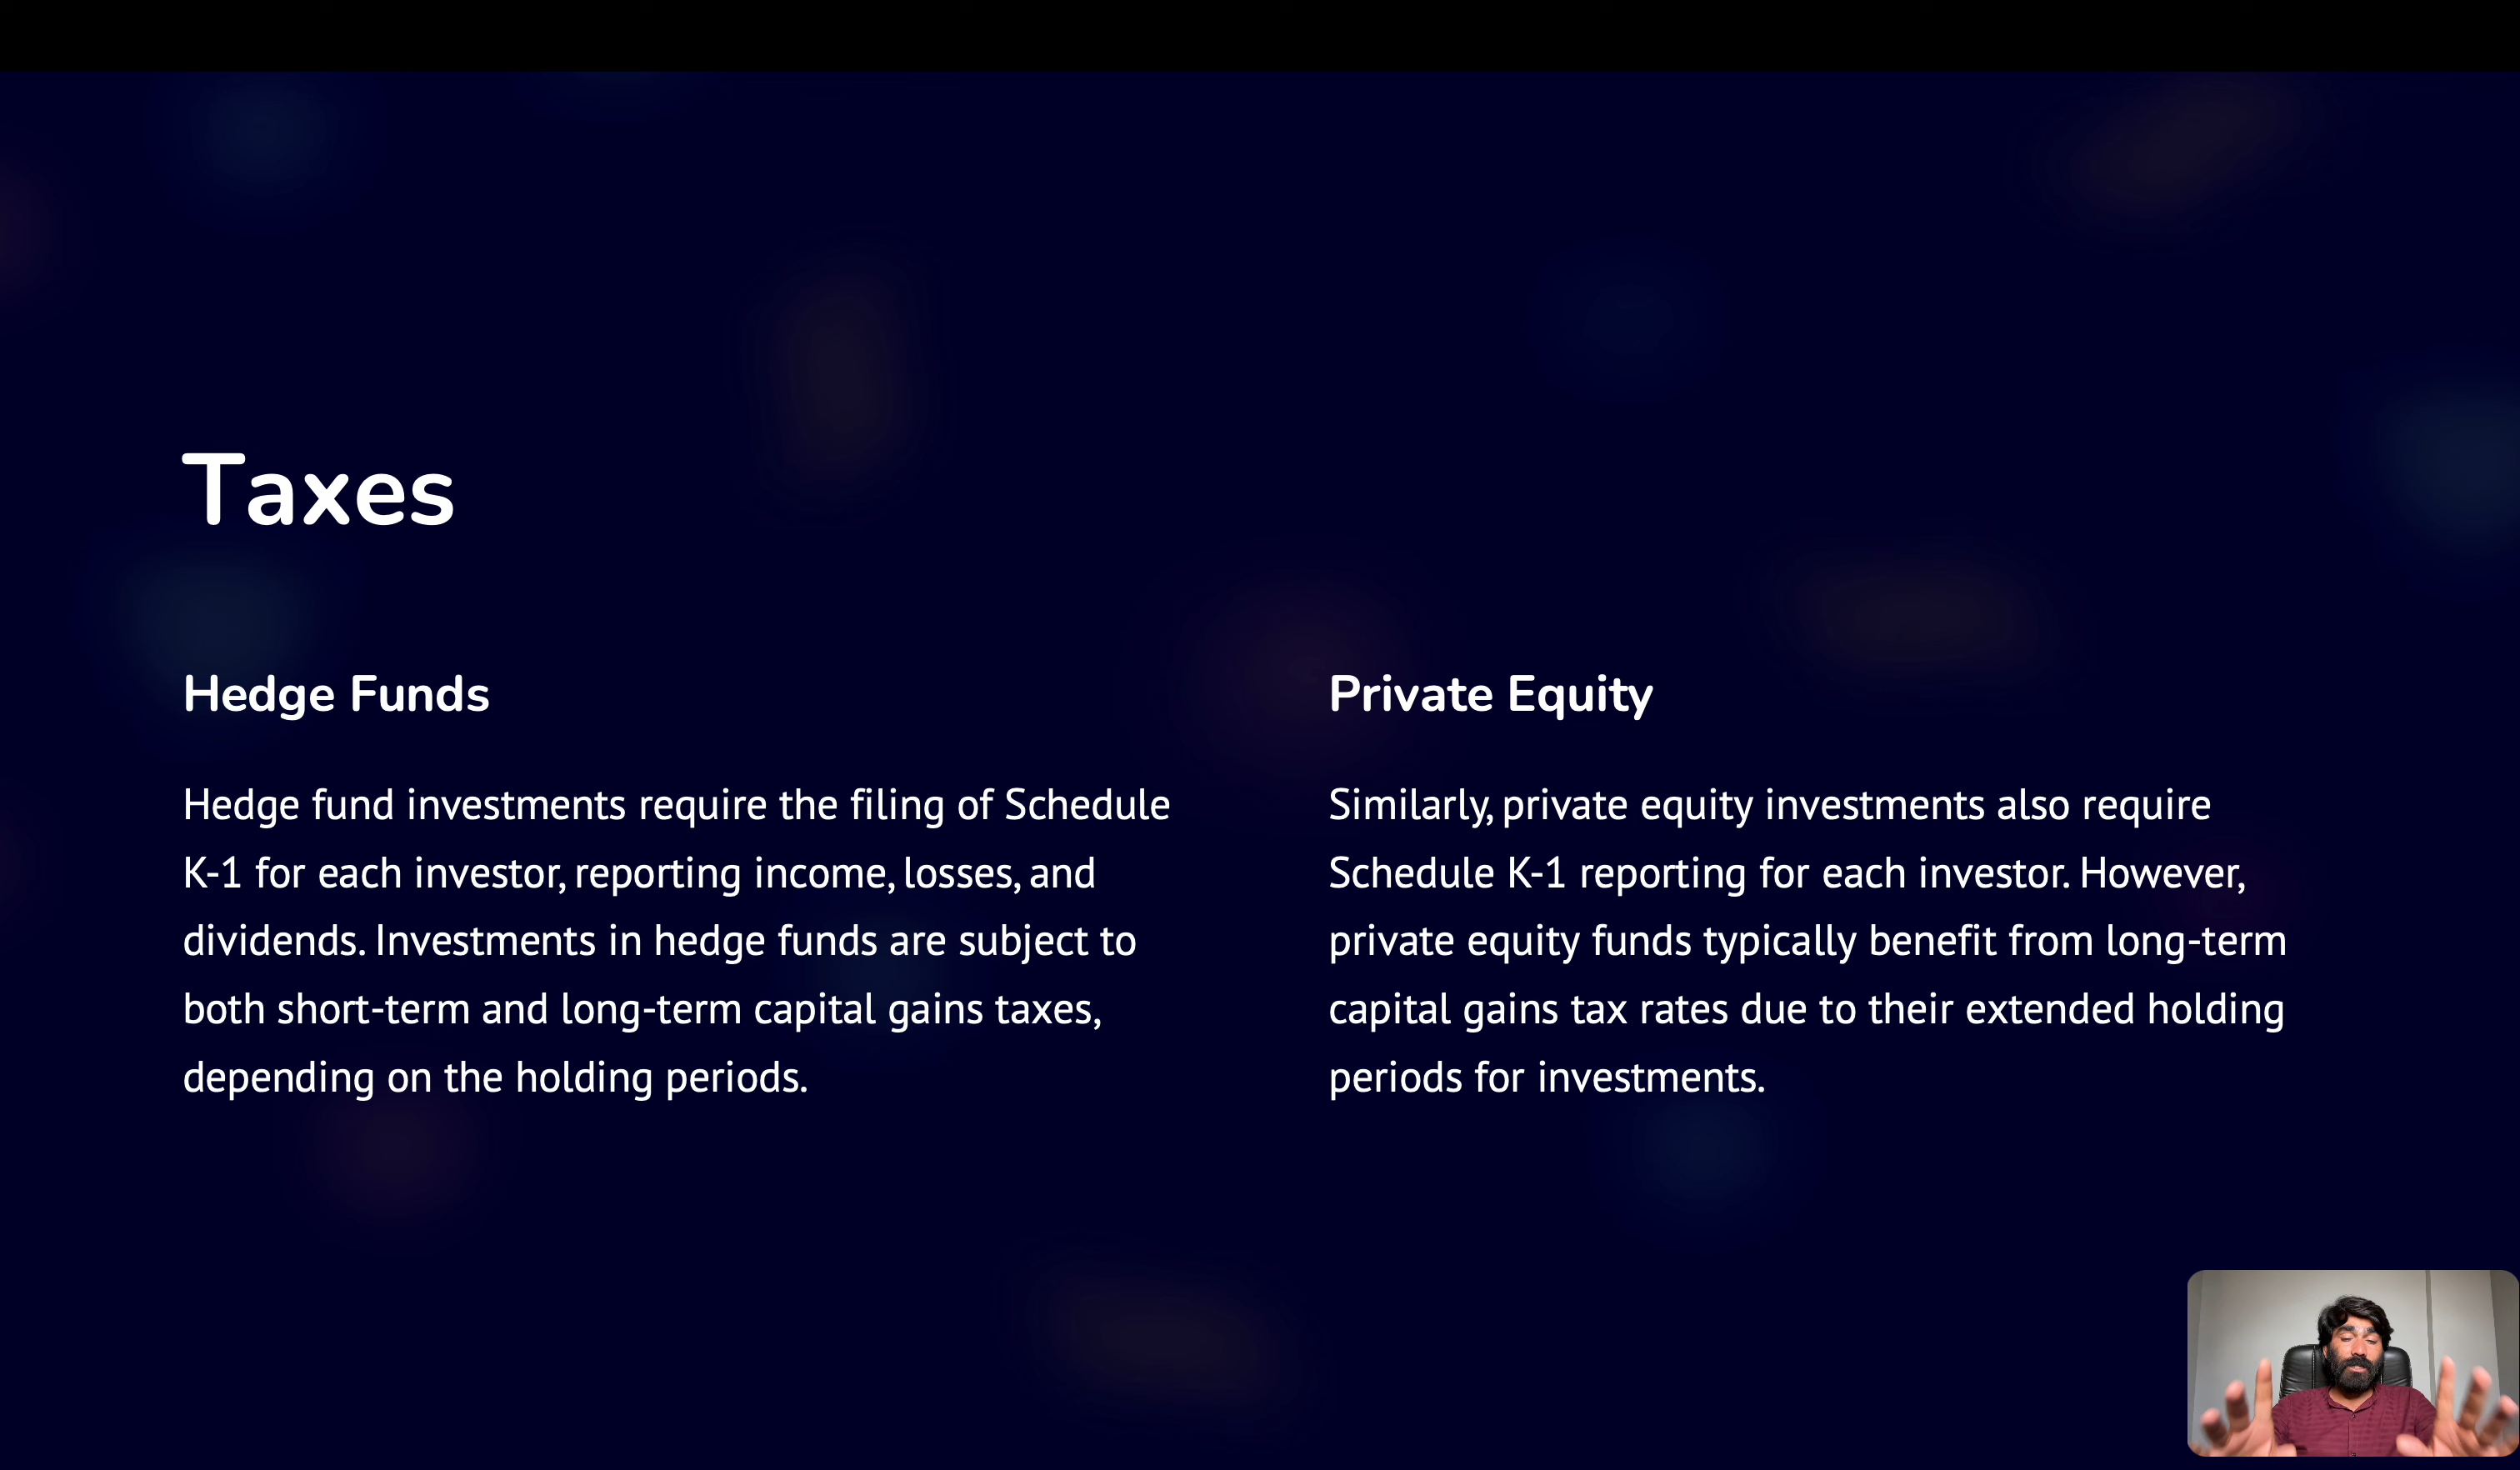 Taxes
Hedge Funds
Hedge fund investments require the filing of Schedule
K-1 for each investor, reporting income, losses, and
dividends. Investments in hedge funds are subject to
both short-term and long-term capital gains taxes,
depending on the holding periods.
Private Equity
Similarly, private equity investments also require
Schedule K-1 reporting for each investor. However,
private equity funds typically benefit from long-term
capital gains tax rates due to their extended holding
periods for investments.